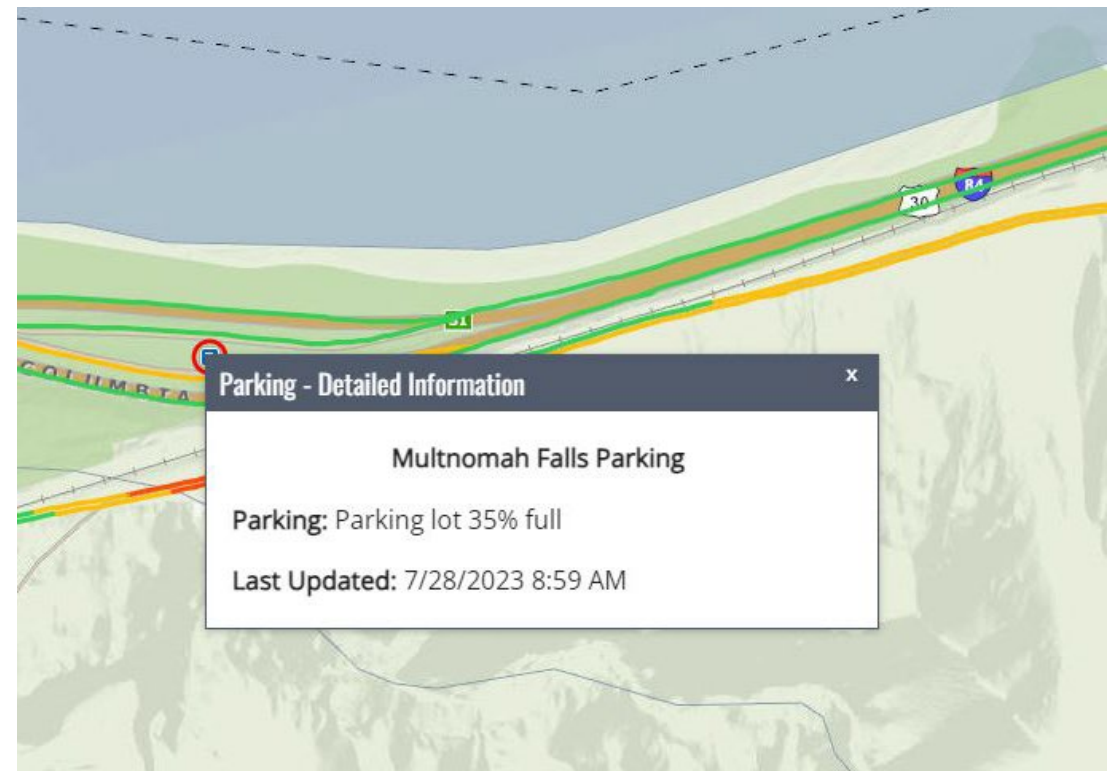 30
84
31
COLUMBIA
Parking - Detailed Information
x
Multnomah Falls Parking
Parking: Parking lot 35% full
Last Updated: 7/28/2023 8:59 AM